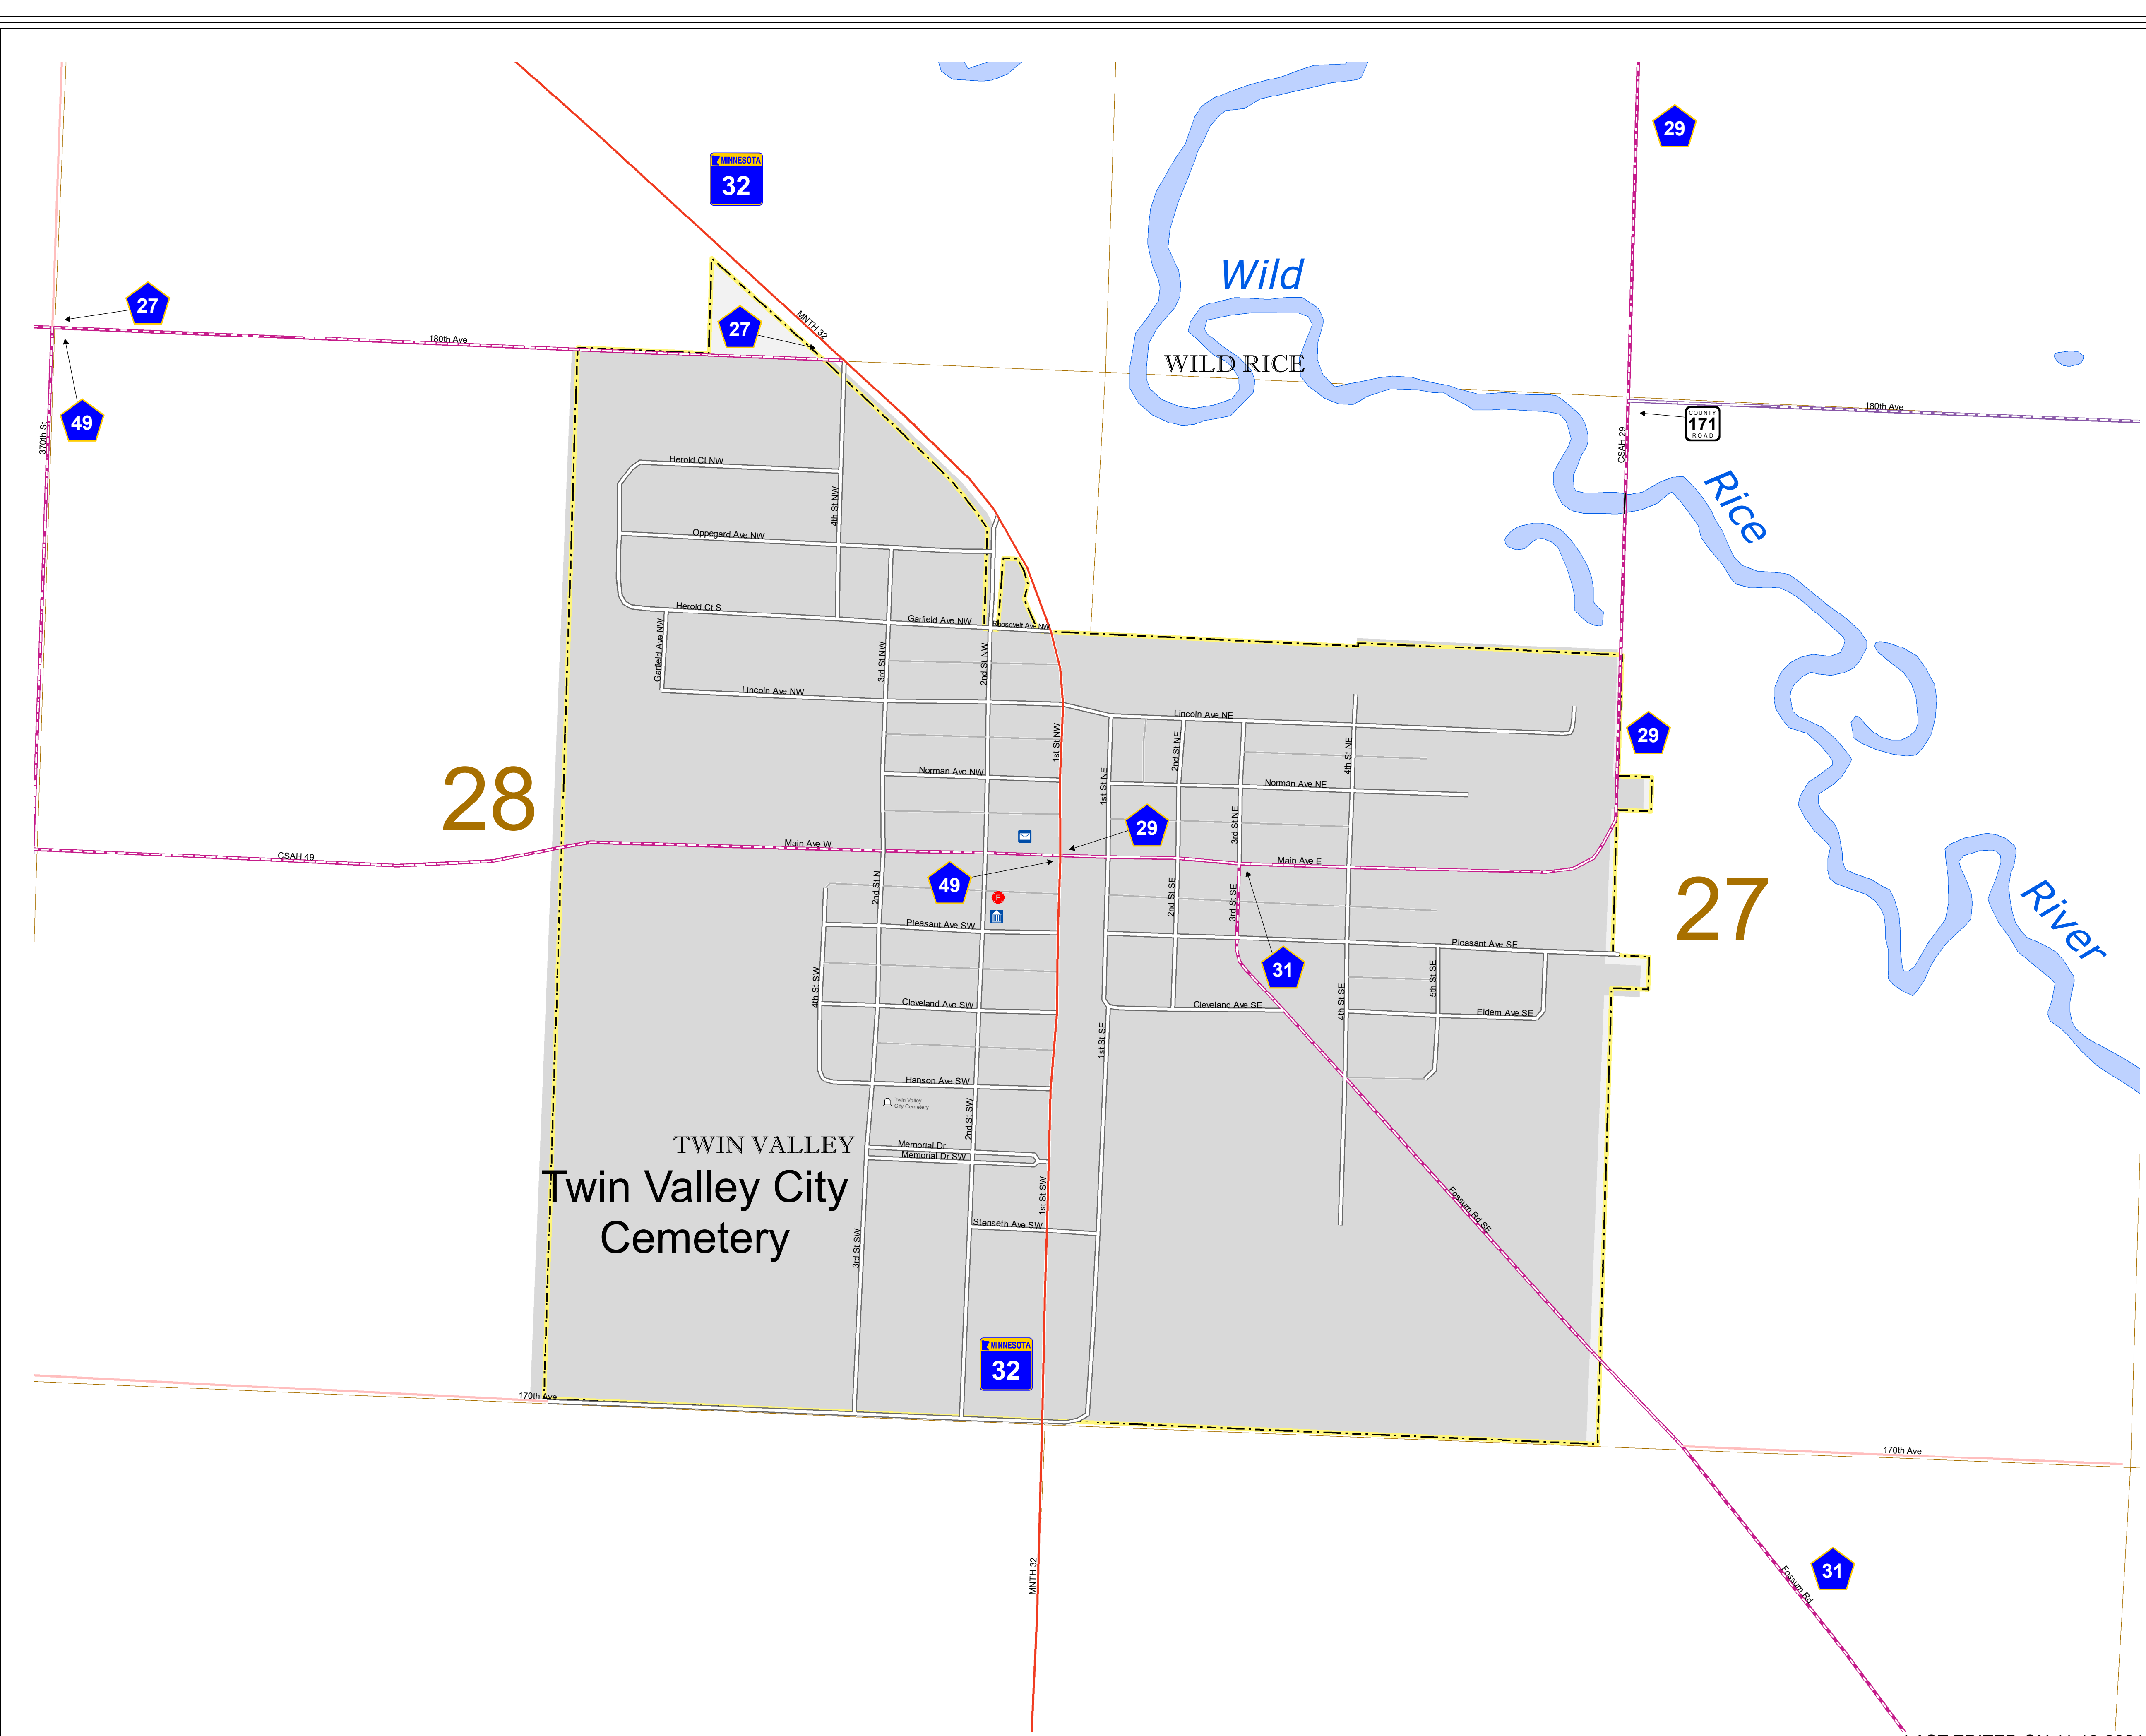 29
MINNESOTA
32
Wild
27
27
MNTH 32
180th Ave
WILD RICE
49
370th St
180th Ave
COUNTY
171
ROAD
CSAH 29
Herold Ct NW
4th St NW
Rice
Oppegard Ave NW
Herold Ct S
Garfield Ave NW
Roosevelt Ave NW
Garfield Ave NW
3rd St NW
2nd St NW
Lincoln Ave NW
Lincoln Ave NE
29
1st St NW
2nd St NE
4th St NE
Norman Ave NW
1st St NE
Norman Ave NE
28
29
3rd St NE
Main Ave W
CSAH 49
Main Ave E
49
2nd St N
2nd St SE
3rd St SE
F
27
River
Pleasant Ave SW
Pleasant Ave SE
31
4th St SW
5th St SE
4th St SE
Cleveland Ave SW
Cleveland Ave SE
Eidem Ave SE
1st St SE
Hanson Ave SW
Twin Valley
City Cemetery
2nd St SW
TWIN VALLEY
Memorial Dr
Memorial Dr SW
Twin Valley City
Cemetery
1st St SW
Stenseth Ave SW
3rd St SW
Fossum Rd SE
MINNESOTA
32
170th Ave
170th Ave
MNTH 32
Fossum Rd
31